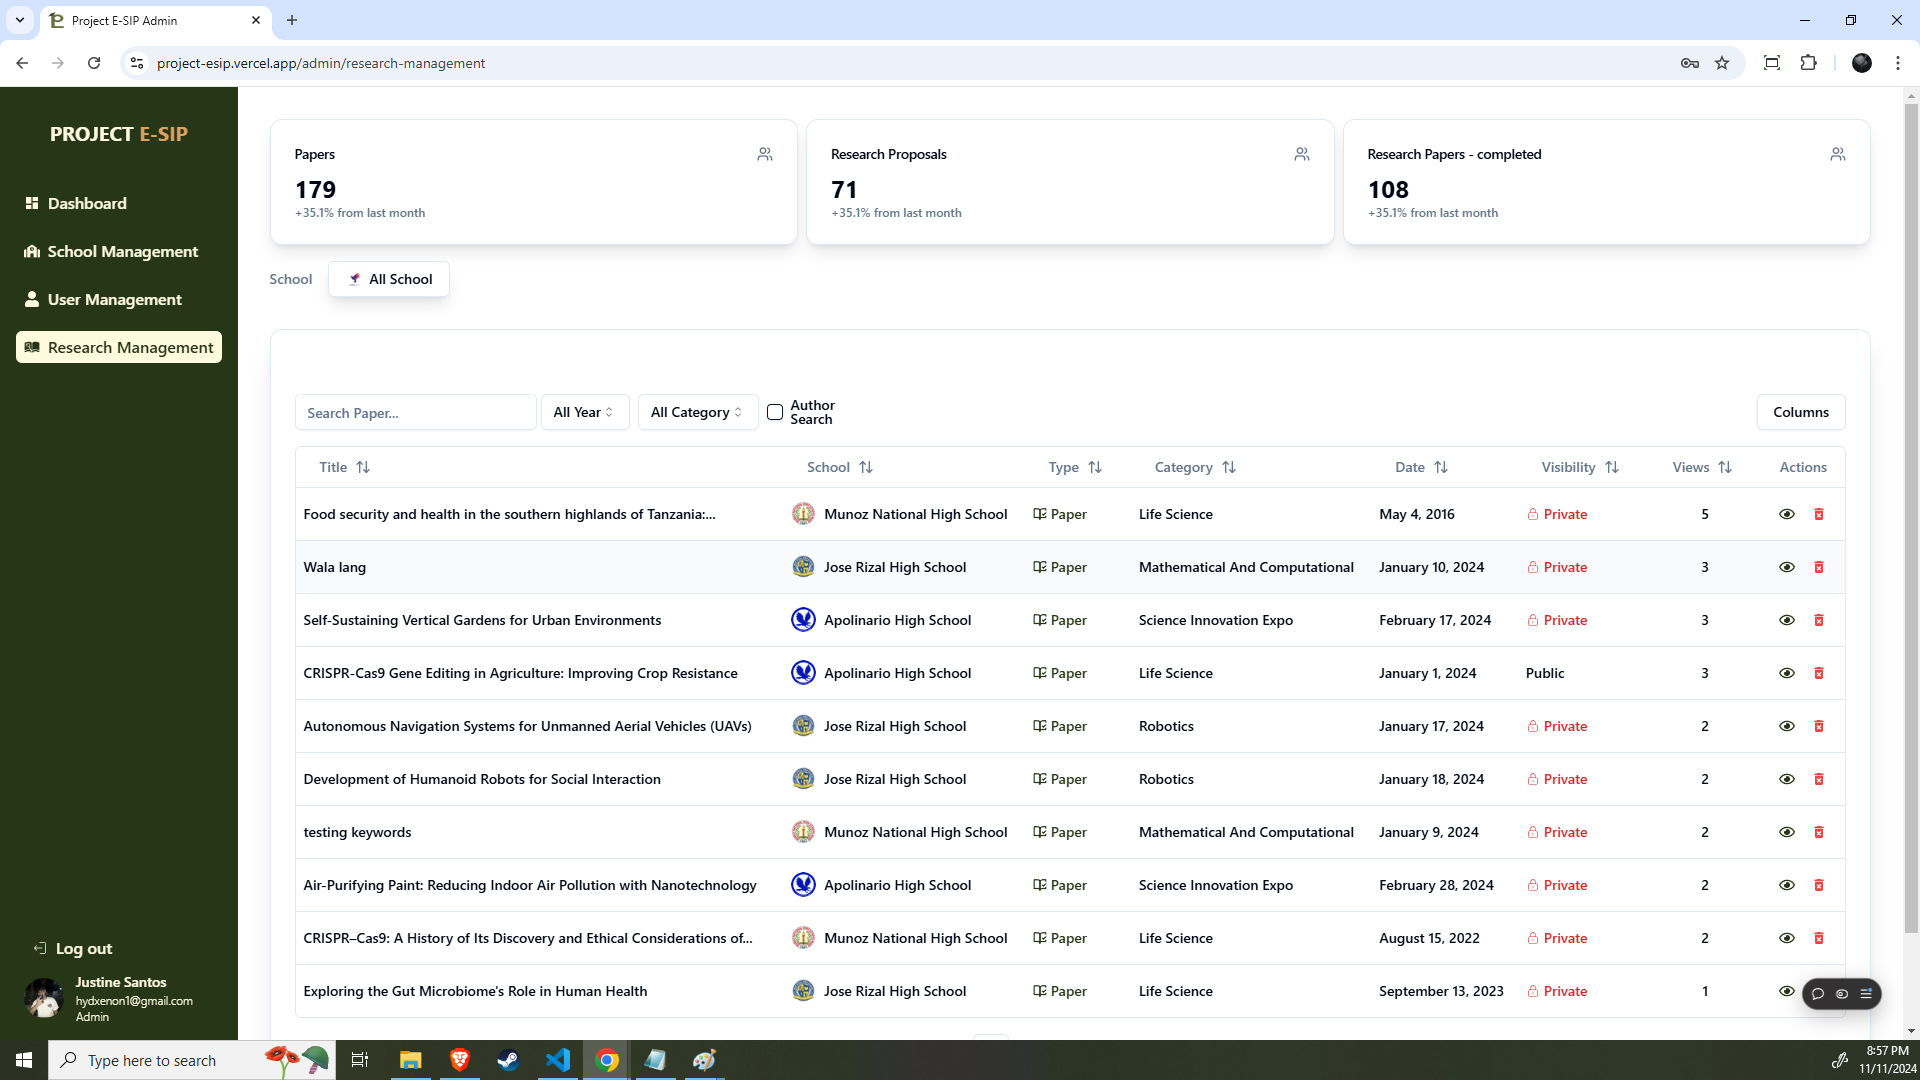 Project E-SIP Admin
project-esip.vercel.app/admin/research-management
PROJECT E-SIP
Dashboard
School Management
User Management
Research Management
Log out
Justine Santos
hydxenon1@gmail.com
Admin
Papers
179
+35.1% from last month
Research Proposals
71
+35.1% from last month
Research Papers - completed
108
+35.1% from last month
School All School
Search Paper... All Year All Category Author Search Columns
Title School Type Category Date Visibility Views Actions
Food security and health in the southern highlands of Tanzania:... Munoz National High School Paper Life Science May 4, 2016 Private 5
Wala lang Jose Rizal High School Paper Mathematical And Computational January 10, 2024 Private 3
Self-Sustaining Vertical Gardens for Urban Environments Apolinario High School Paper Science Innovation Expo February 17, 2024 Private 3
CRISPR-Cas9 Gene Editing in Agriculture: Improving Crop Resistance Apolinario High School Paper Life Science January 1, 2024 Public 3
Autonomous Navigation Systems for Unmanned Aerial Vehicles (UAVs) Jose Rizal High School Paper Robotics January 17, 2024 Private 2
Development of Humanoid Robots for Social Interaction Jose Rizal High School Paper Robotics January 18, 2024 Private 2
testing keywords Munoz National High School Paper Mathematical And Computational January 9, 2024 Private 2
Air-Purifying Paint: Reducing Indoor Air Pollution with Nanotechnology Apolinario High School Paper Science Innovation Expo February 28, 2024 Private 2
CRISPR–Cas9: A History of Its Discovery and Ethical Considerations of... Munoz National High School Paper Life Science August 15, 2022 Private 2
Exploring the Gut Microbiome's Role in Human Health Jose Rizal High School Paper Life Science September 13, 2023 Private 1
Type here to search
8:57 PM
11/11/2024